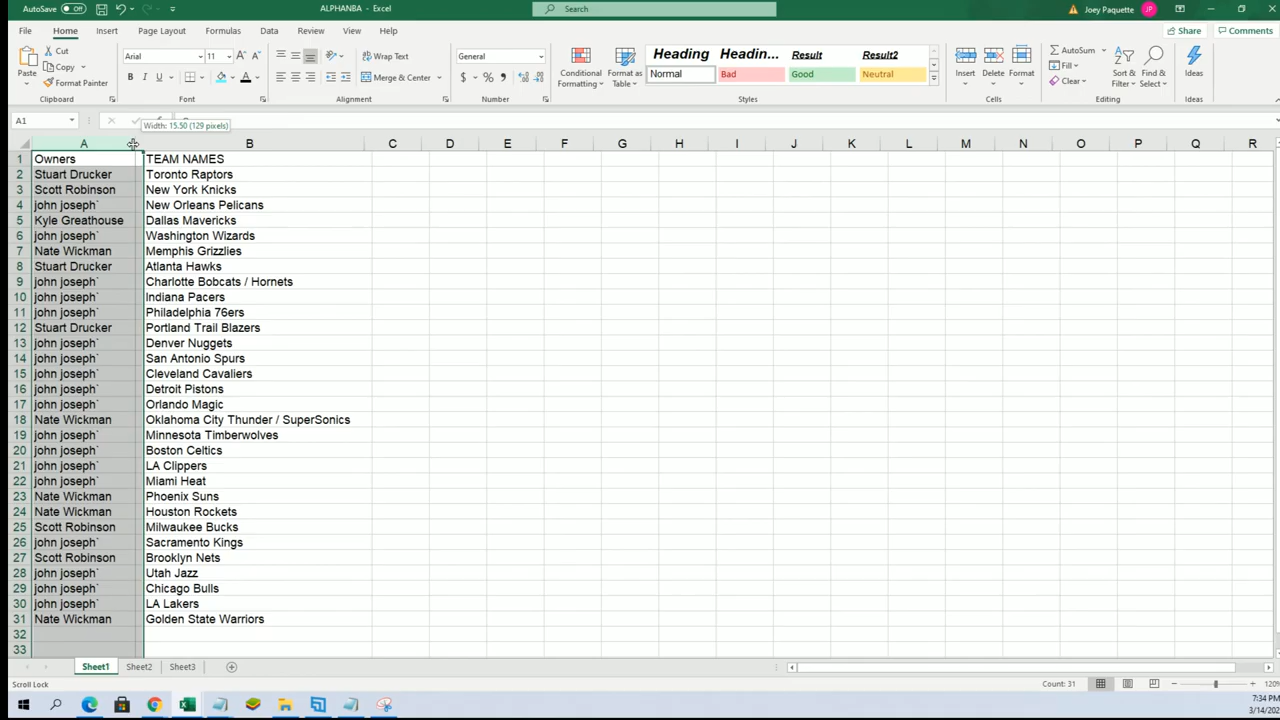 AutoSave Off ALPHANBA - Excel Search Joey Paquette JP
File Home Insert Page Layout Formulas Data Review View Help Share Comments
Paste Cut Copy Format Painter Clipboard
Arial 11 A A B I U A Font
Wrap Text Merge & Center Alignment
General $ % , Number
Conditional Formatting Format as Table
Heading Headin... Result Result2
Normal Bad Good Neutral
Styles
Insert Delete Format Cells
AutoSum Fill Clear Sort & Filter Find & Select Editing
Ideas Ideas
A1
Width: 15.50 (129 pixels)
A B C D E F G H I J K L M N O P Q R
1 Owners TEAM NAMES
2 Stuart Drucker Toronto Raptors
3 Scott Robinson New York Knicks
4 john joseph` New Orleans Pelicans
5 Kyle Greathouse Dallas Mavericks
6 john joseph` Washington Wizards
7 Nate Wickman Memphis Grizzlies
8 Stuart Drucker Atlanta Hawks
9 john joseph` Charlotte Bobcats / Hornets
10 john joseph` Indiana Pacers
11 john joseph` Philadelphia 76ers
12 Stuart Drucker Portland Trail Blazers
13 john joseph` Denver Nuggets
14 john joseph` San Antonio Spurs
15 john joseph` Cleveland Cavaliers
16 john joseph` Detroit Pistons
17 john joseph` Orlando Magic
18 Nate Wickman Oklahoma City Thunder / SuperSonics
19 john joseph` Minnesota Timberwolves
20 john joseph` Boston Celtics
21 john joseph` LA Clippers
22 john joseph` Miami Heat
23 Nate Wickman Phoenix Suns
24 Nate Wickman Houston Rockets
25 Scott Robinson Milwaukee Bucks
26 john joseph` Sacramento Kings
27 Scott Robinson Brooklyn Nets
28 john joseph` Utah Jazz
29 john joseph` Chicago Bulls
30 john joseph` LA Lakers
31 Nate Wickman Golden State Warriors
32
33
Sheet1 Sheet2 Sheet3
Scroll Lock Count: 31 120%
7:34 PM
3/14/202